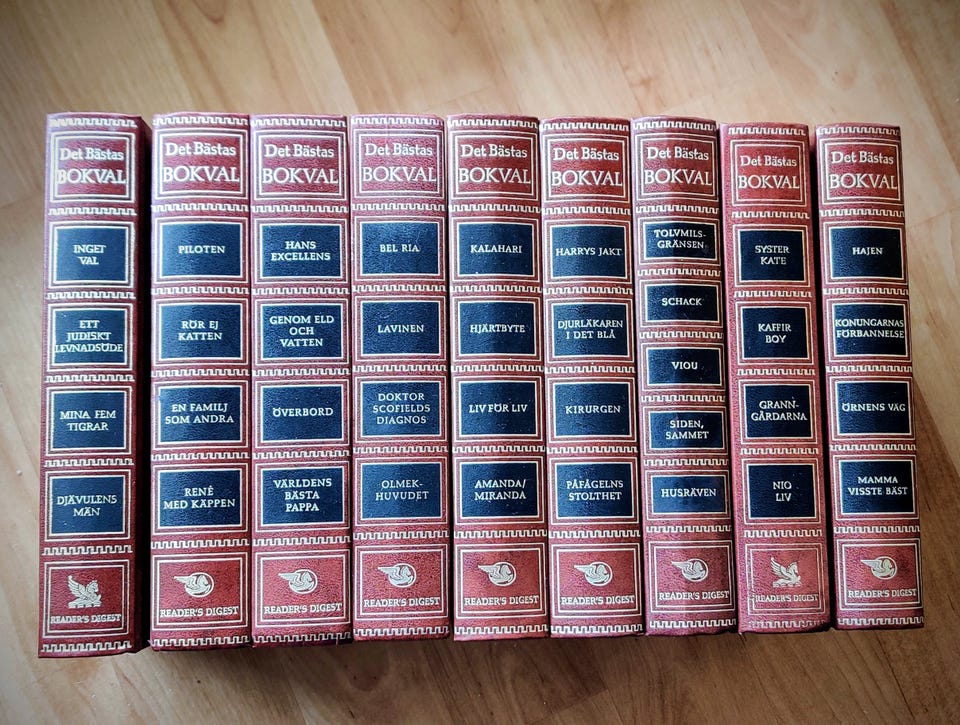 Det Bästas
BOKVAL
INGET
VAL
ETT
JUDISKT
LEVNADSÖDE
MINA FEM
TIGRAR
DJÄVULENS
MÄN
READER'S DIGEST
Det Bästas
BOKVAL
PILOTEN
RÖR EJ
KATTEN
EN FAMILJ
SOM ANDRA
RENÉ
MED KÄPPEN
READER'S DIGEST
Det Bästas
BOKVAL
HANS
EXCELLENS
GENOM ELD
OCH
VATTEN
ÖVERBORD
VÄRLDENS
BÄSTA
PAPPA
READER'S DIGEST
Det Bästas
BOKVAL
BEL RIA
LAVINEN
DOKTOR
SCOFIELDS
DIAGNOS
OLMEK-
HUVUDET
READER'S DIGEST
Det Bästas
BOKVAL
KALAHARI
HJÄRTBYTE
LIV FÖR LIV
AMANDA/
MIRANDA
READER'S DIGEST
Det Bästas
BOKVAL
HARRYS JAKT
DJURLÄKAREN
I DET BLÅ
KIRURGEN
PÅFÅGELNS
STOLTHET
READER'S DIGEST
Det Bästas
BOKVAL
TOLVMILS-
GRÄNSEN
SCHACK
VIOU
SIDEN,
SAMMET
HUSRÄVEN
READER'S DIGEST
Det Bästas
BOKVAL
SYSTER
KATE
KAFFIR
BOY
GRANN-
GÅRDARNA
NIO
LIV
READER'S DIGEST
Det Bästas
BOKVAL
HAJEN
KONUNGARNAS
FÖRBANNELSE
ÖRNENS VÄG
MAMMA
VISSTE BÄST
READER'S DIGEST